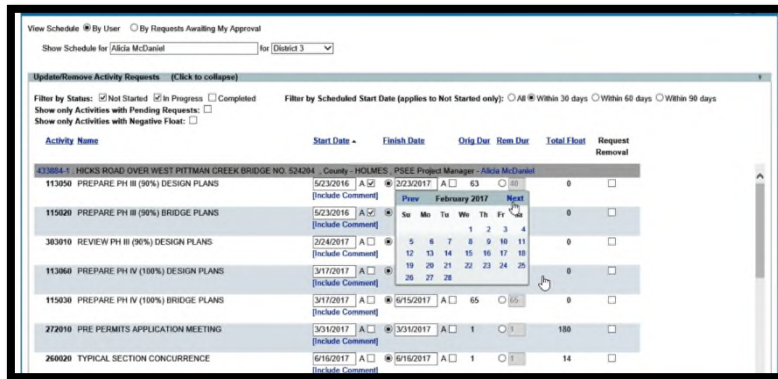 View Schedule By User By Requests Awaiting My Approval
Show Schedule for Alicia McDaniel for District 3
Update/Remove Activity Requests (Click to collapse)
Filter by Status: Not Started In Progress Completed Filter by Scheduled Start Date (applies to Not Started only): All Within 30 days Within 60 days Within 90 days
Show only Activities with Pending Requests:
Show only Activities with Negative Float:
Activity Name Start Date Finish Date Orig Dur Rem Dur Total Float Request Removal
433884-1 : HICKS ROAD OVER WEST PITTMAN CREEK BRIDGE NO. 524204 , County - HOLMES , PSEE Project Manager - Alicia McDaniel
113050 PREPARE PH III (90%) DESIGN PLANS 5/23/2016 A 2/23/2017 A 63 40 0
[Include Comment]
115020 PREPARE PH III (90%) BRIDGE PLANS 5/23/2016 A 0
[Include Comment]
303010 REVIEW PH III (90%) DESIGN PLANS 2/24/2017 A 0
[Include Comment]
113060 PREPARE PH IV (100%) DESIGN PLANS 3/17/2017 A 0
[Include Comment]
Prev February 2017 Next
Su Mo Tu We Th Fr Sa
1 2 3 4
5 6 7 8 9 10 11
12 13 14 15 16 17 18
19 20 21 22 23 24 25
26 27 28
115030 PREPARE PH IV (100%) BRIDGE PLANS 3/17/2017 A 6/15/2017 A 65 65 0
[Include Comment]
272010 PRE PERMITS APPLICATION MEETING 3/31/2017 A 3/31/2017 A 1 1 180
[Include Comment]
260020 TYPICAL SECTION CONCURRENCE 6/16/2017 A 6/16/2017 A 1 1 14
[Include Comment]